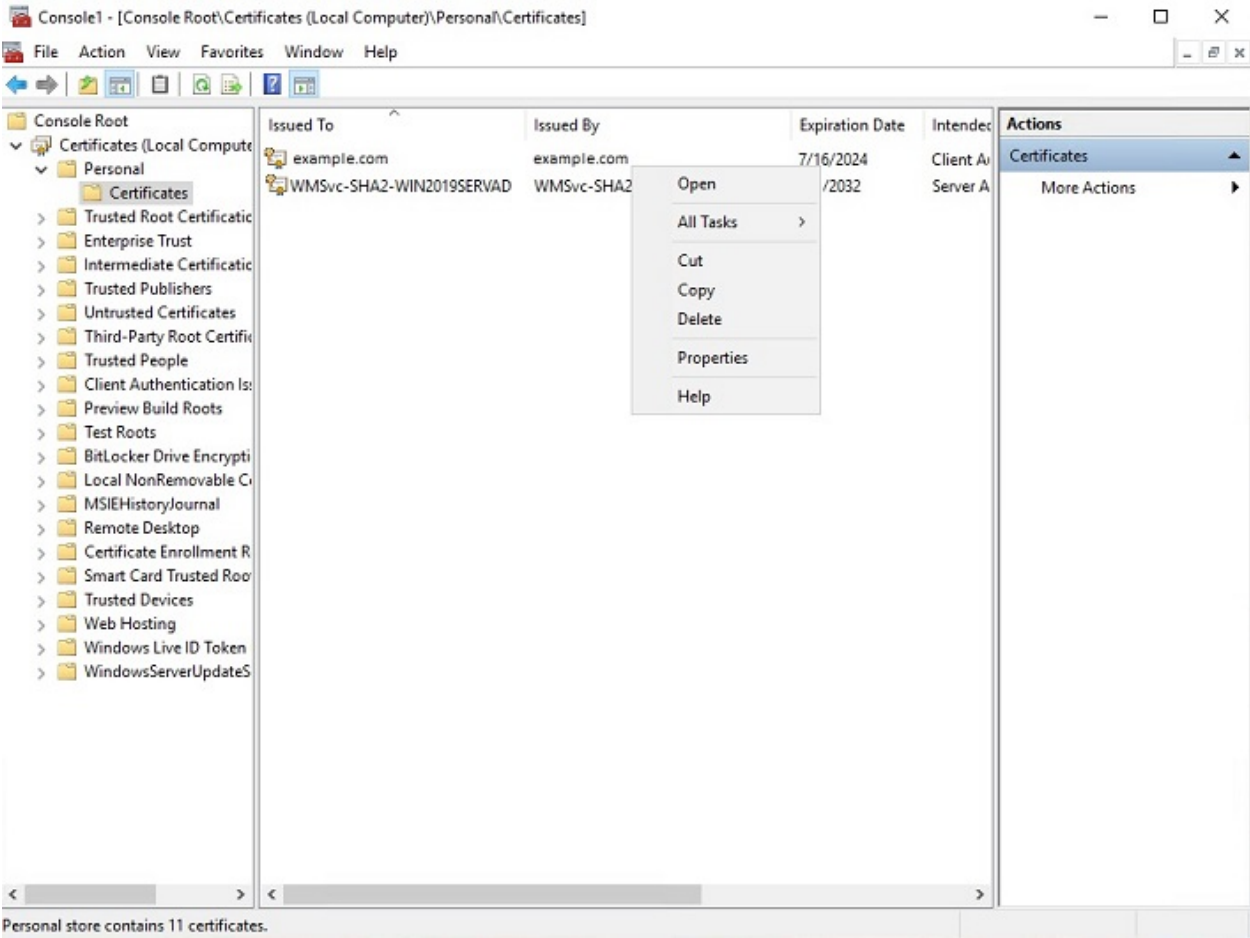 Console1 - [Console Root\Certificates (Local Computer)\Personal\Certificates]
File Action View Favorites Window Help
Console Root
Certificates (Local Compute
Personal
Certificates
Trusted Root Certificatic
Enterprise Trust
Intermediate Certificatic
Trusted Publishers
Untrusted Certificates
Third-Party Root Certific
Trusted People
Client Authentication Is
Preview Build Roots
Test Roots
BitLocker Drive Encrypti
Local NonRemovable C
MSIEHistoryJournal
Remote Desktop
Certificate Enrollment R
Smart Card Trusted Roo
Trusted Devices
Web Hosting
Windows Live ID Token
WindowsServerUpdateS
Issued To Issued By Expiration Date Intended
example.com example.com 7/16/2024 Client Au
WMSvc-SHA2-WIN2019SERVAD WMSvc-SHA2 /2032 Server A
Open
All Tasks
Cut
Copy
Delete
Properties
Help
Actions
Certificates
More Actions
Personal store contains 11 certificates.